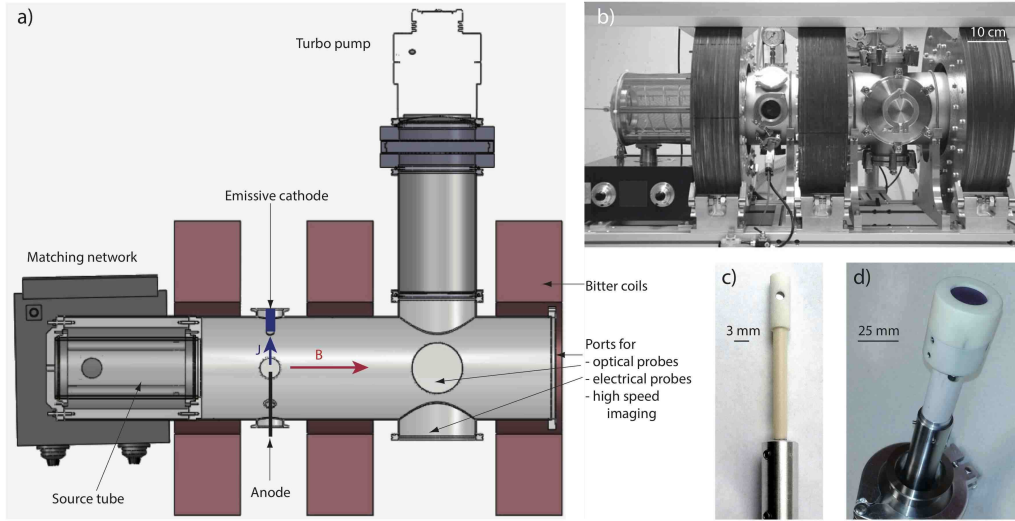 a)
Turbo pump
Emissive cathode
Matching network
J
B
Bitter coils
Ports for
- optical probes
- electrical probes
- high speed
imaging
Source tube
Anode
b)
10 cm
c)
3 mm
d)
25 mm